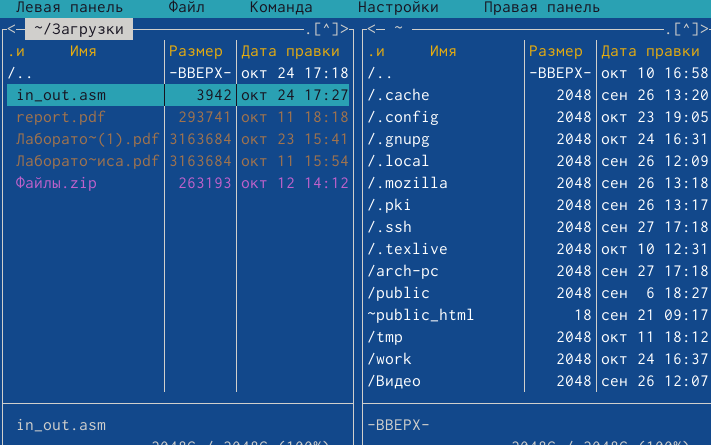 Левая панель Файл Команда Настройки Правая панель
<─ ~/Загрузки .[^]> <─ ~ .[^]>
.и Имя Размер Дата правки .и Имя Размер Дата правки
/.. -ВВЕРХ- окт 24 17:18 /.. -ВВЕРХ- окт 10 16:58
in_out.asm 3942 окт 24 17:27 /.cache 2048 сен 26 13:20
report.pdf 293741 окт 11 18:18 /.config 2048 окт 23 19:05
Лаборато~(1).pdf 3163684 окт 23 15:41 /.gnupg 2048 окт 24 16:31
Лаборато~иса.pdf 3163684 окт 11 15:54 /.local 2048 сен 26 12:09
Файлы.zip 263193 окт 12 14:12 /.mozilla 2048 сен 26 13:18
/.pki 2048 сен 26 13:17
/.ssh 2048 сен 27 17:18
/.texlive 2048 окт 10 12:31
/arch-pc 2048 сен 27 17:18
/public 2048 сен 6 18:27
~public_html 18 сен 21 09:17
/tmp 2048 окт 11 18:12
/work 2048 окт 24 16:37
/Видео 2048 сен 26 12:07
in_out.asm -ВВЕРХ-
2048G / 2048G (100%) 2048G / 2048G (100%)